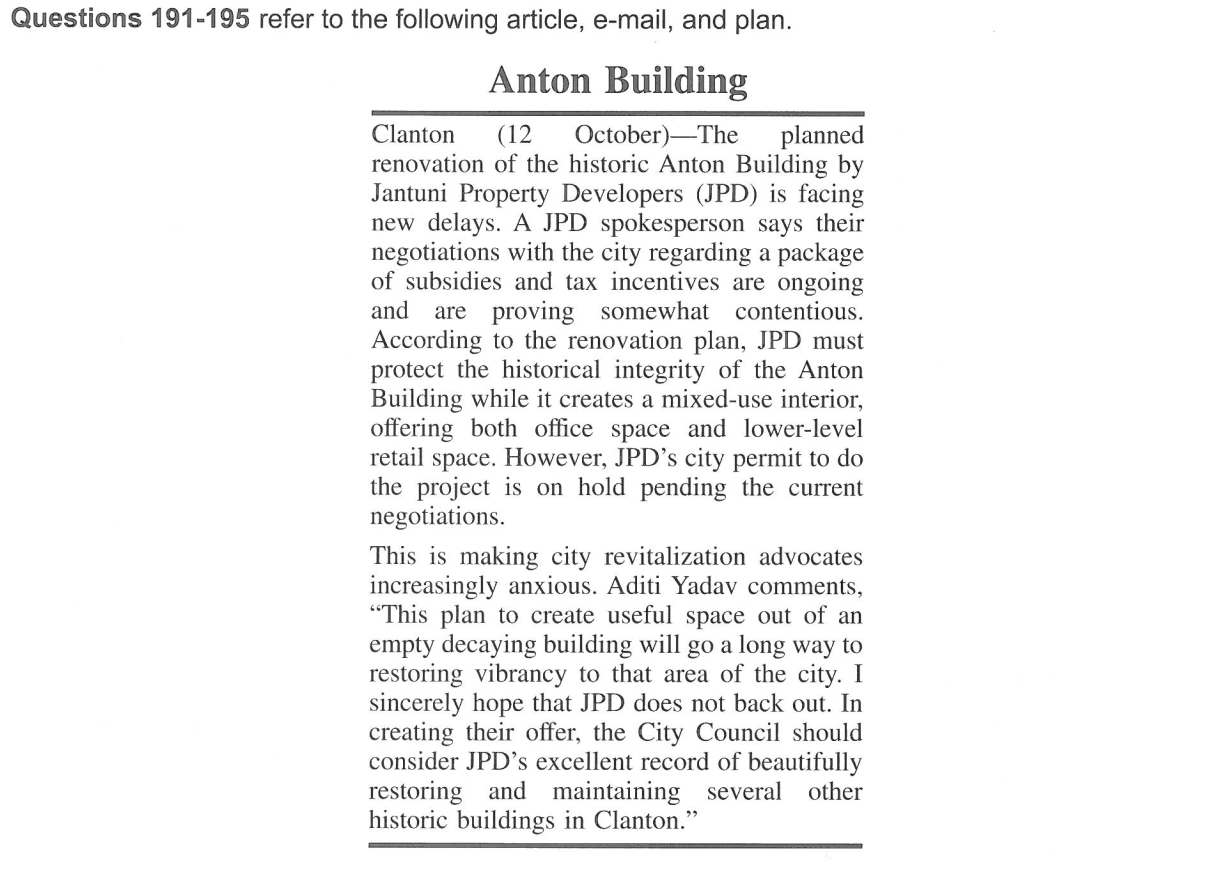 Questions 191-195 refer to the following article, e-mail, and plan.
Anton Building
Clanton (12 October)—The planned
renovation of the historic Anton Building by
Jantuni Property Developers (JPD) is facing
new delays. A JPD spokesperson says their
negotiations with the city regarding a package
of subsidies and tax incentives are ongoing
and are proving somewhat contentious.
According to the renovation plan, JPD must
protect the historical integrity of the Anton
Building while it creates a mixed-use interior,
offering both office space and lower-level
retail space. However, JPD’s city permit to do
the project is on hold pending the current
negotiations.
This is making city revitalization advocates
increasingly anxious. Aditi Yadav comments,
“This plan to create useful space out of an
empty decaying building will go a long way to
restoring vibrancy to that area of the city. I
sincerely hope that JPD does not back out. In
creating their offer, the City Council should
consider JPD’s excellent record of beautifully
restoring and maintaining several other
historic buildings in Clanton.”